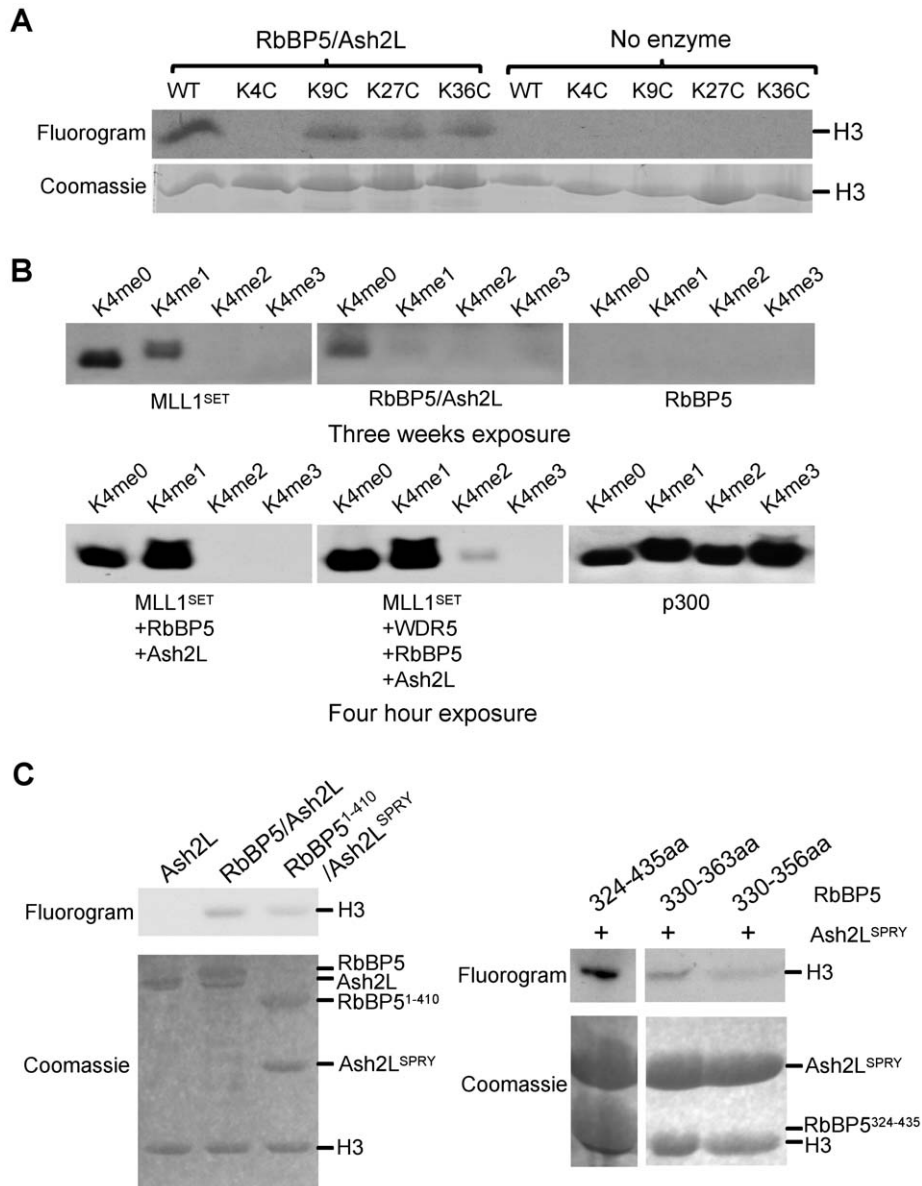 A
RbBP5/Ash2L No enzyme
WT K4C K9C K27C K36C WT K4C K9C K27C K36C
Fluorogram H3
Coomassie H3
B
K4me0 K4me1 K4me2 K4me3 K4me0 K4me1 K4me2 K4me3 K4me0 K4me1 K4me2 K4me3
MLL1SET RbBP5/Ash2L RbBP5
Three weeks exposure
K4me0 K4me1 K4me2 K4me3 K4me0 K4me1 K4me2 K4me3 K4me0 K4me1 K4me2 K4me3
MLL1SET
+RbBP5
+Ash2L
MLL1SET
+WDR5
+RbBP5
+Ash2L
p300
Four hour exposure
C
Ash2L RbBP5/Ash2L RbBP51-410
/Ash2LSPRY
Fluorogram H3
Coomassie
RbBP5
Ash2L
RbBP51-410
Ash2LSPRY
H3
324-435aa 330-363aa 330-356aa RbBP5
+ + + Ash2LSPRY
Fluorogram H3
Coomassie
Ash2LSPRY
RbBP5324-435
H3